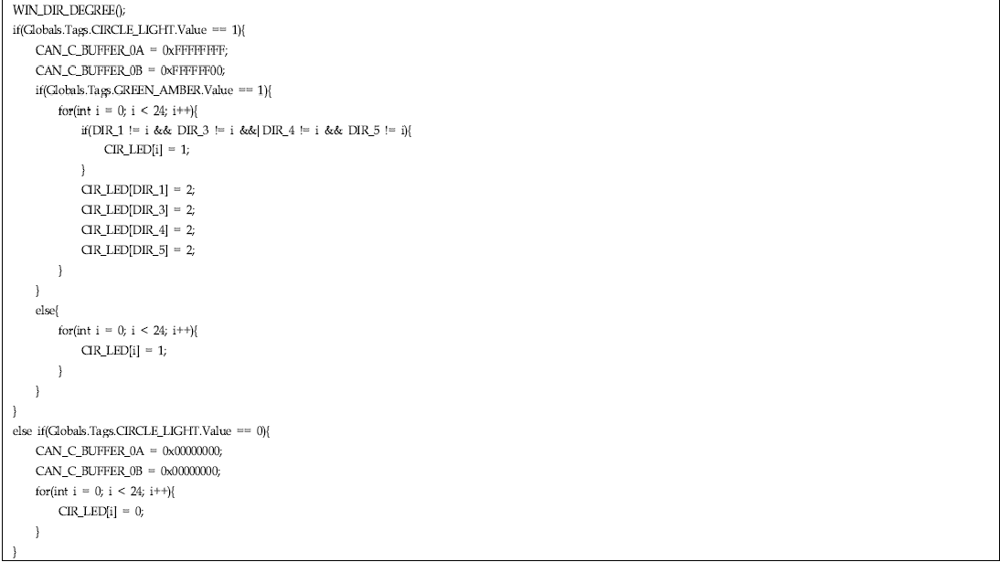 WIN_DIR_DEGREE();
if(Globals.Tags.CIRCLE_LIGHT.Value == 1){
CAN_C_BUFFER_0A = 0xFFFFFFFF;
CAN_C_BUFFER_0B = 0xFFFFFF00;
if(Globals.Tags.GREEN_AMBER.Value == 1){
for(int i = 0; i < 24; i++){
if(DIR_1 != i && DIR_3 != i &&| DIR_4 != i && DIR_5 != i){
CIR_LED[i] = 1;
}
CIR_LED[DIR_1] = 2;
CIR_LED[DIR_3] = 2;
CIR_LED[DIR_4] = 2;
CIR_LED[DIR_5] = 2;
}
}
else{
for(int i = 0; i < 24; i++){
CIR_LED[i] = 1;
}
}
}
else if(Globals.Tags.CIRCLE_LIGHT.Value == 0){
CAN_C_BUFFER_0A = 0x00000000;
CAN_C_BUFFER_0B = 0x00000000;
for(int i = 0; i < 24; i++){
CIR_LED[i] = 0;
}
}